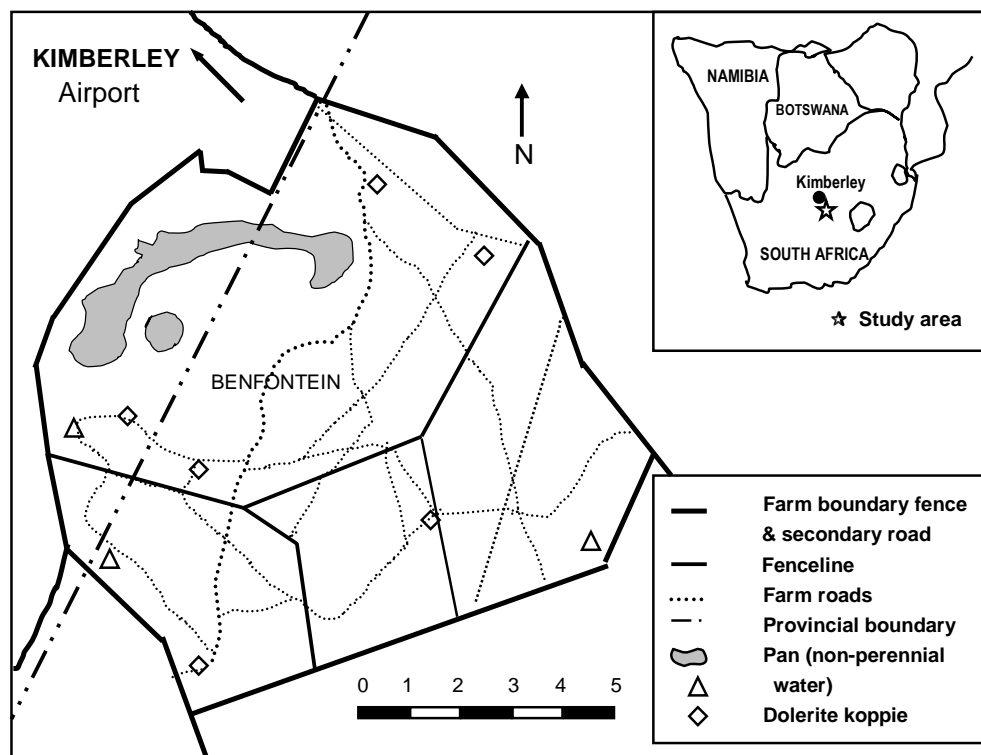 KIMBERLEY
Airport
N
BENFONTEIN
0 1 2 3 4 5
NAMIBIA
BOTSWANA
Kimberley
SOUTH AFRICA
Study area
Farm boundary fence
& secondary road
Fenceline
Farm roads
Provincial boundary
Pan (non-perennial
water)
Dolerite koppie